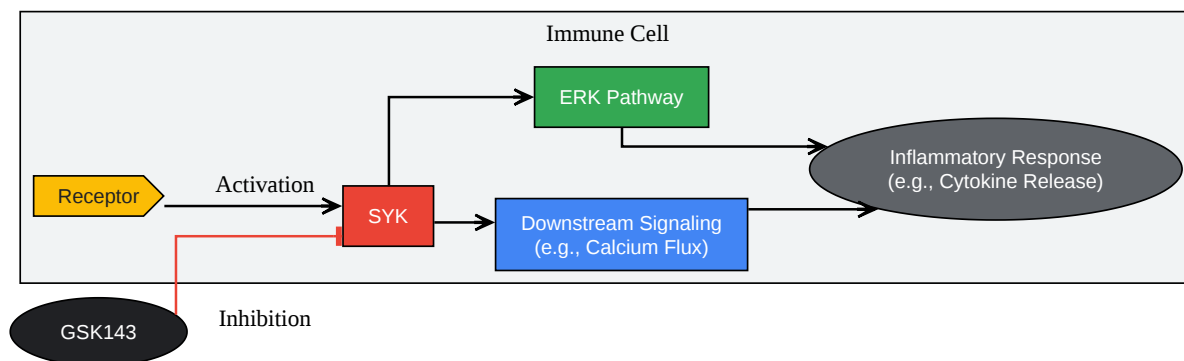 Immune Cell
ERK Pathway
Inflammatory Response
(e.g., Cytokine Release)
Receptor
Activation
SYK
Downstream Signaling
(e.g., Calcium Flux)
GSK143
Inhibition